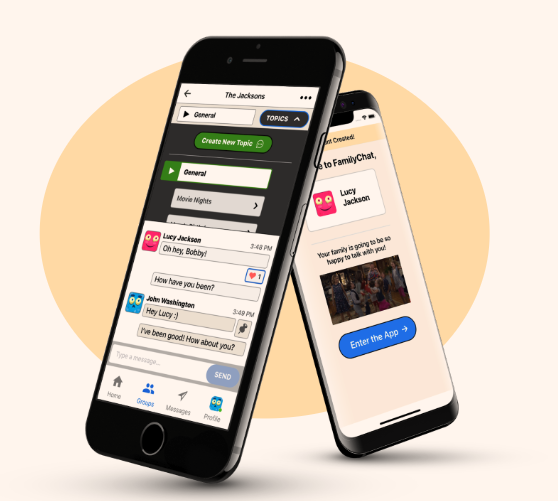 The Jacksons
General
TOPICS
Create New Topic
General
Movie Nights
Lucy Jackson
3:48 PM
Oh hey, Bobby!
1
How have you been?
John Washington
3:49 PM
Hey Lucy :)
I've been good! How about you?
Type a message...
SEND
Home
Groups
Messages
Profile
Created!
to FamilyChat,
Lucy
Jackson
Your family is going to be so
happy to talk with you!
Enter the App